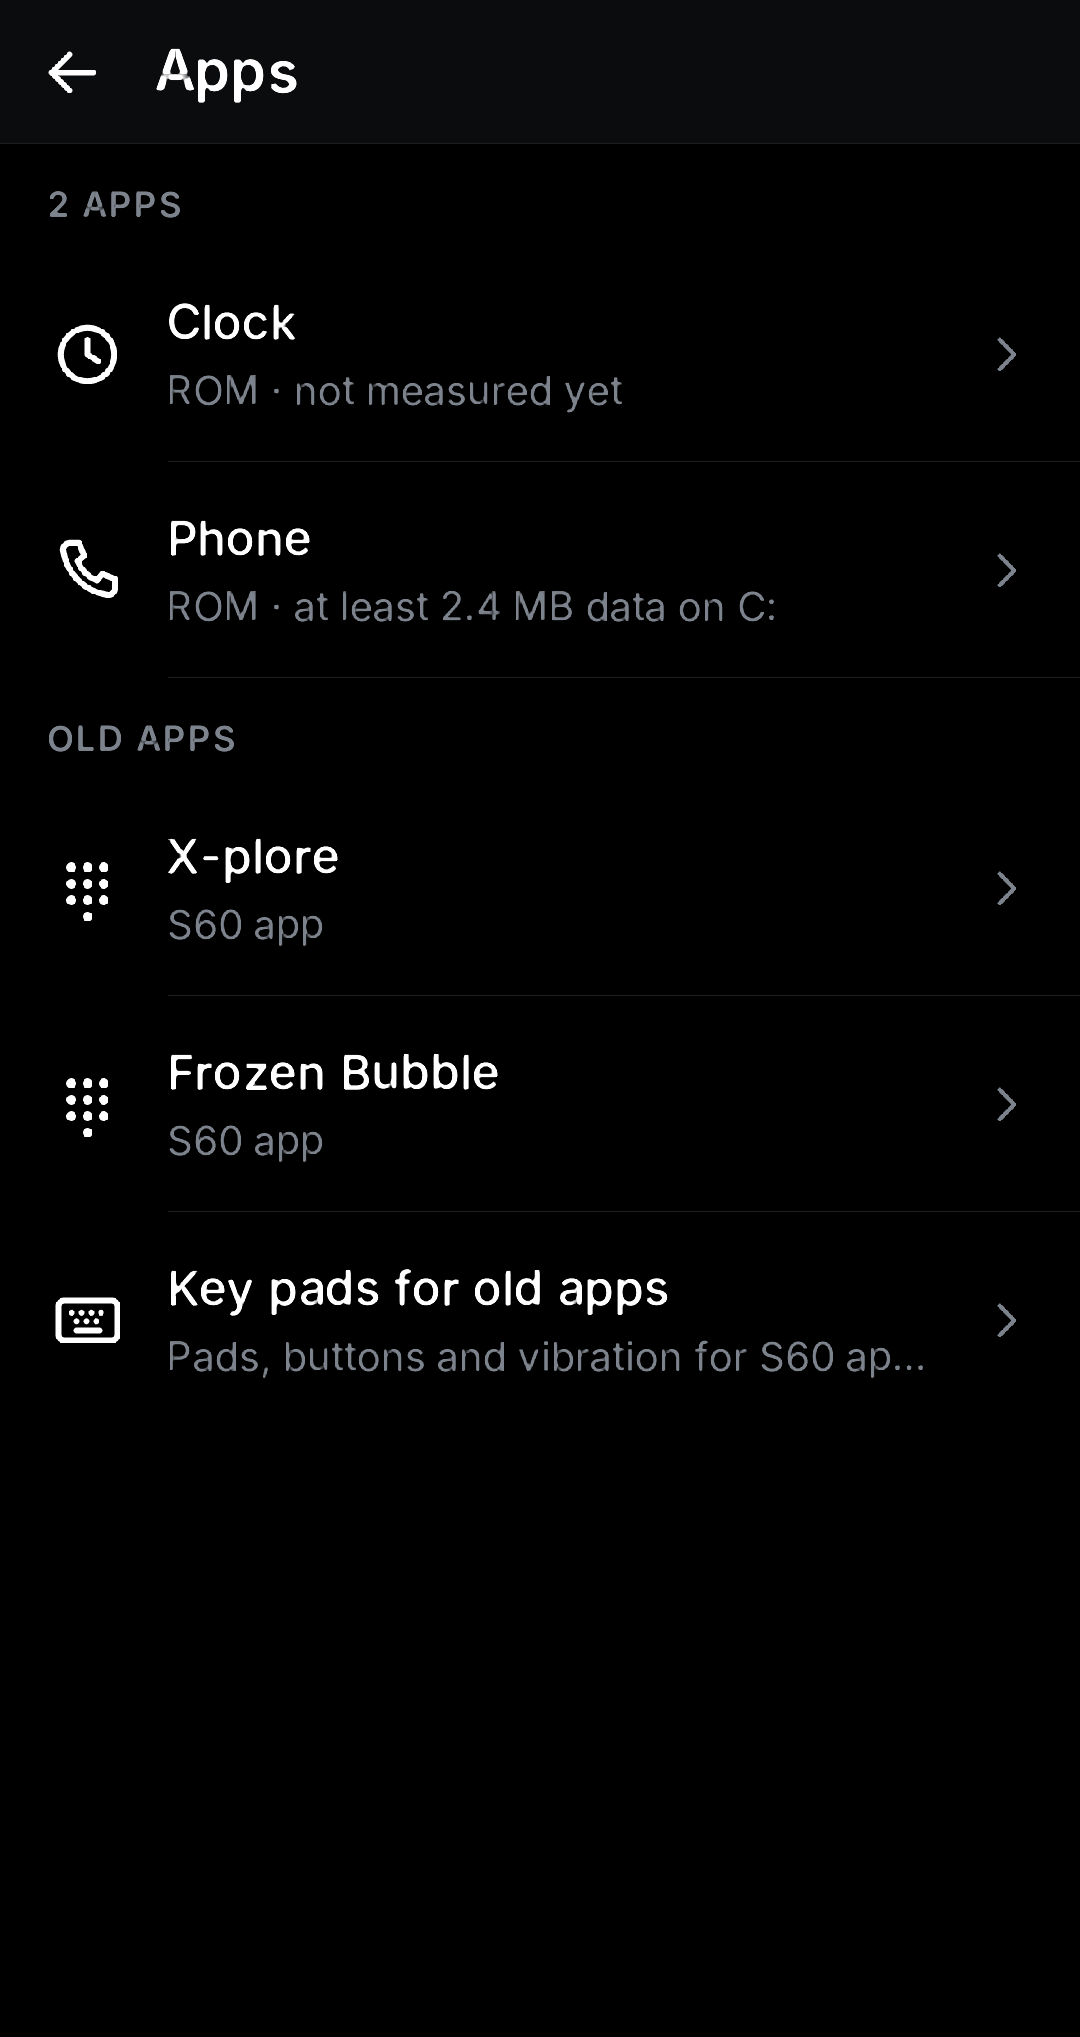 Apps
2 APPS
Clock
ROM · not measured yet
Phone
ROM · at least 2.4 MB data on C:
OLD APPS
X-plore
S60 app
Frozen Bubble
S60 app
Key pads for old apps
Pads, buttons and vibration for S60 ap...